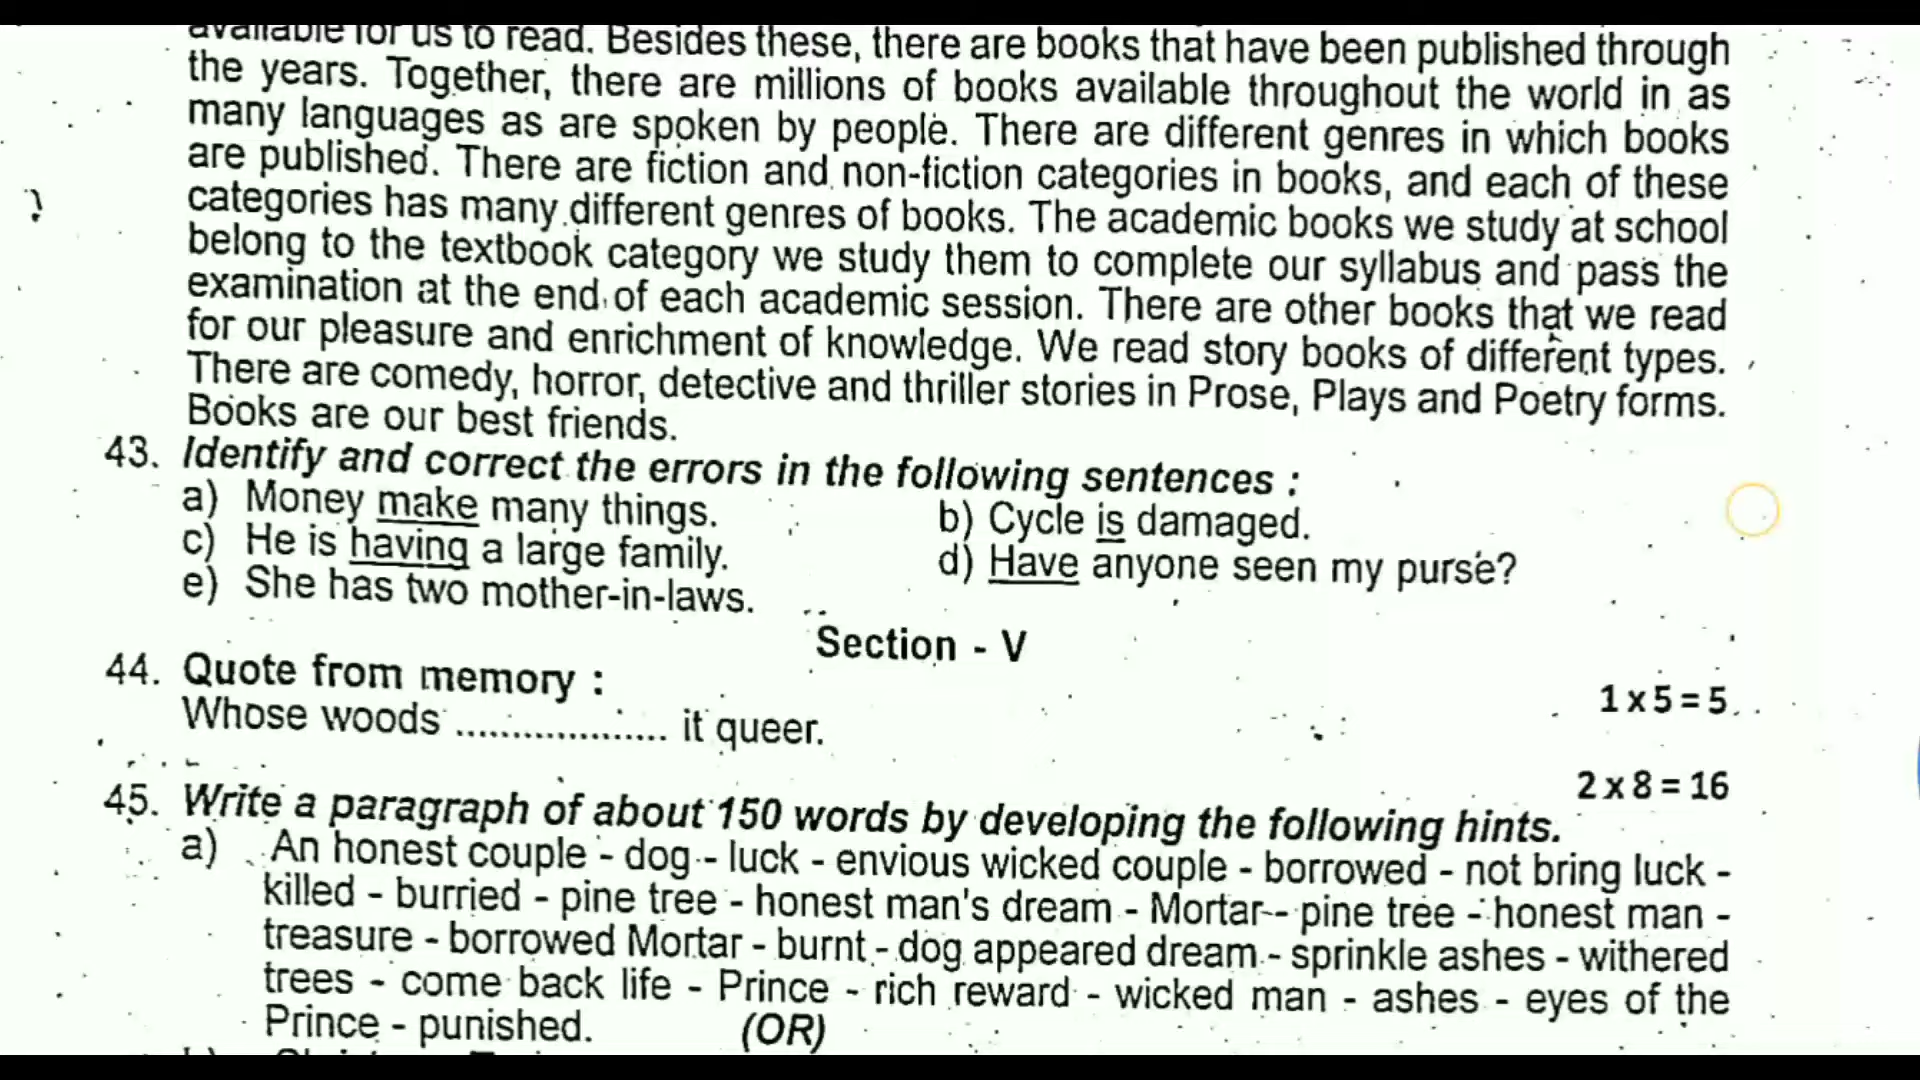 available for us to read. Besides these, there are books that have been published through
the years. Together, there are millions of books available throughout the world in as
many languages as are spoken by people. There are different genres in which books
are published. There are fiction and non-fiction categories in books, and each of these
categories has many different genres of books. The academic books we study at school
belong to the textbook category we study them to complete our syllabus and pass the
examination at the end of each academic session. There are other books that we read
for our pleasure and enrichment of knowledge. We read story books of different types.
There are comedy, horror, detective and thriller stories in Prose, Plays and Poetry forms.
Books are our best friends.
43. Identify and correct the errors in the following sentences :
a) Money make many things. b) Cycle is damaged.
c) He is having a large family. d) Have anyone seen my purse?
e) She has two mother-in-laws.
Section - V
44. Quote from memory : 1 x 5 = 5
Whose woods .................... it queer.
2 x 8 = 16
45. Write a paragraph of about 150 words by developing the following hints.
a) An honest couple - dog - luck - envious wicked couple - borrowed - not bring luck -
killed - burried - pine tree - honest man's dream - Mortar-- pine tree - honest man -
treasure - borrowed Mortar - burnt - dog appeared dream - sprinkle ashes - withered
trees - come back life - Prince - rich reward - wicked man - ashes - eyes of the
Prince - punished. (OR)